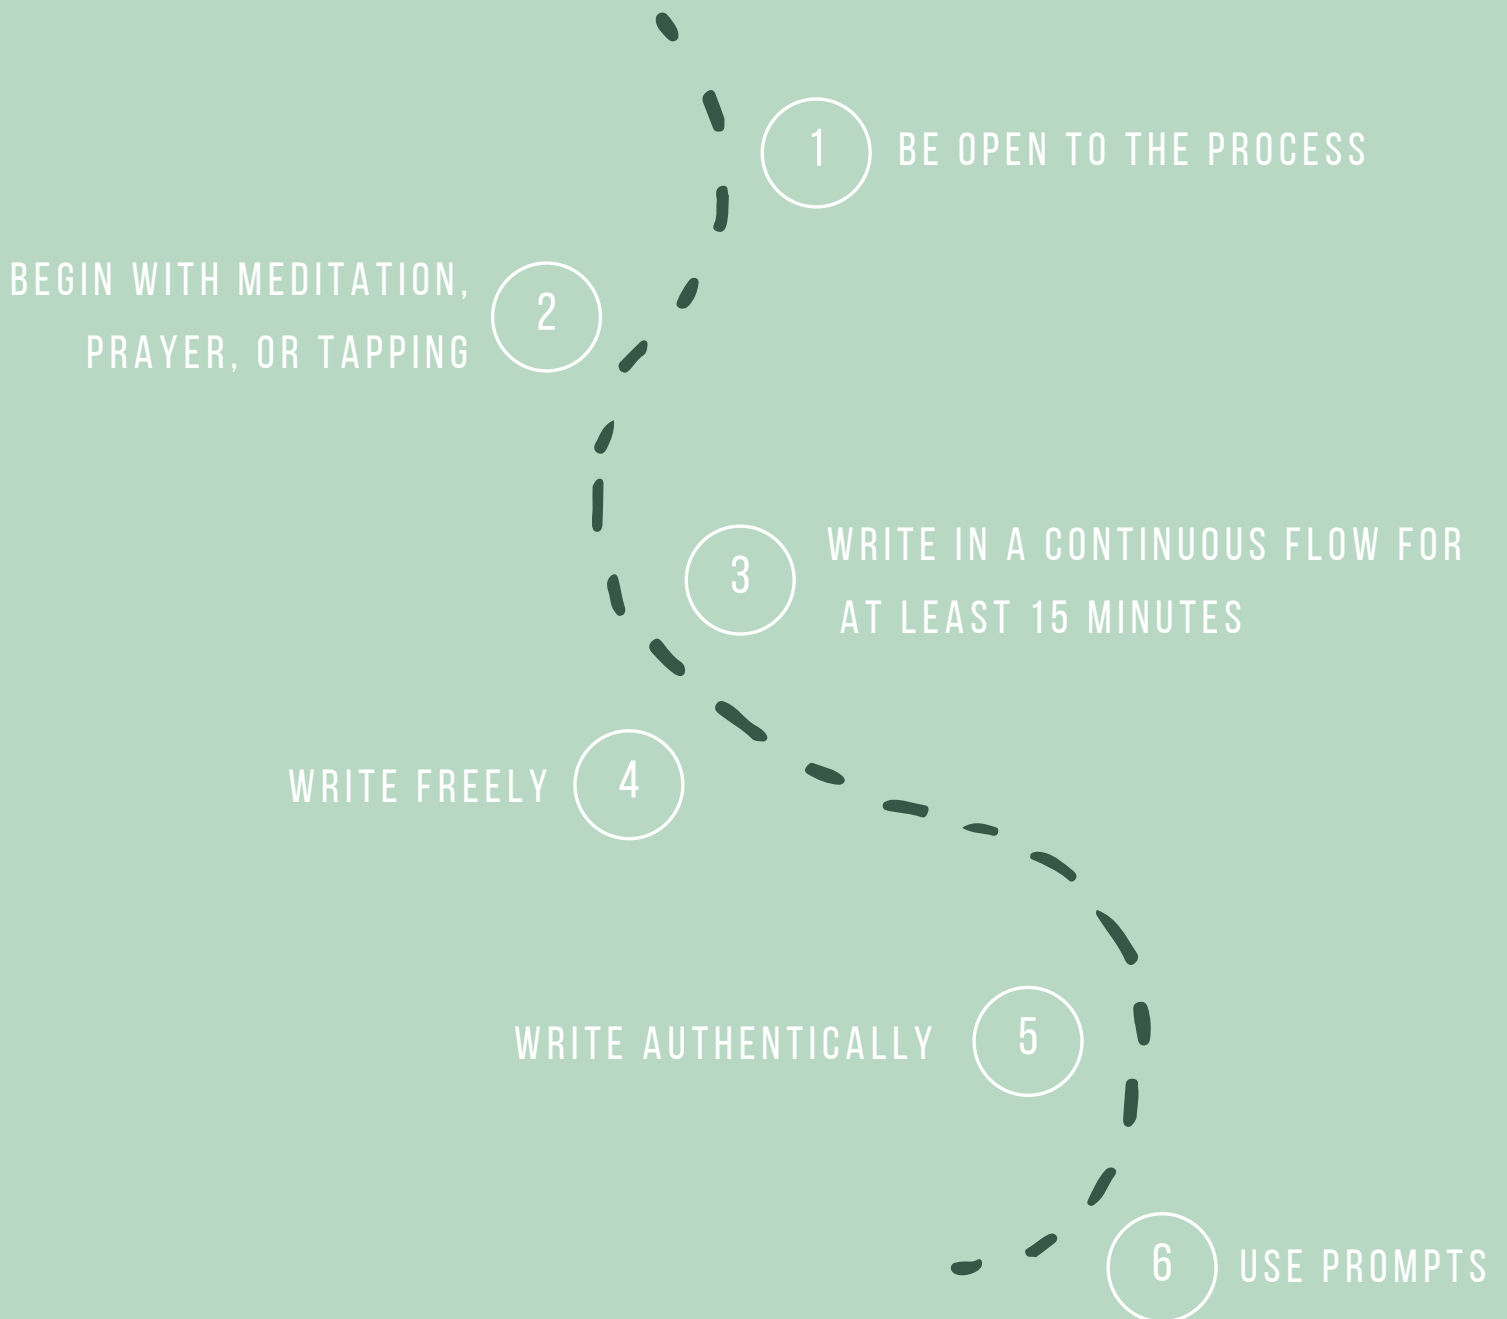 1 BE OPEN TO THE PROCESS
BEGIN WITH MEDITATION,
PRAYER, OR TAPPING
2
3
WRITE IN A CONTINUOUS FLOW FOR
AT LEAST 15 MINUTES
WRITE FREELY 4
WRITE AUTHENTICALLY 5
6 USE PROMPTS